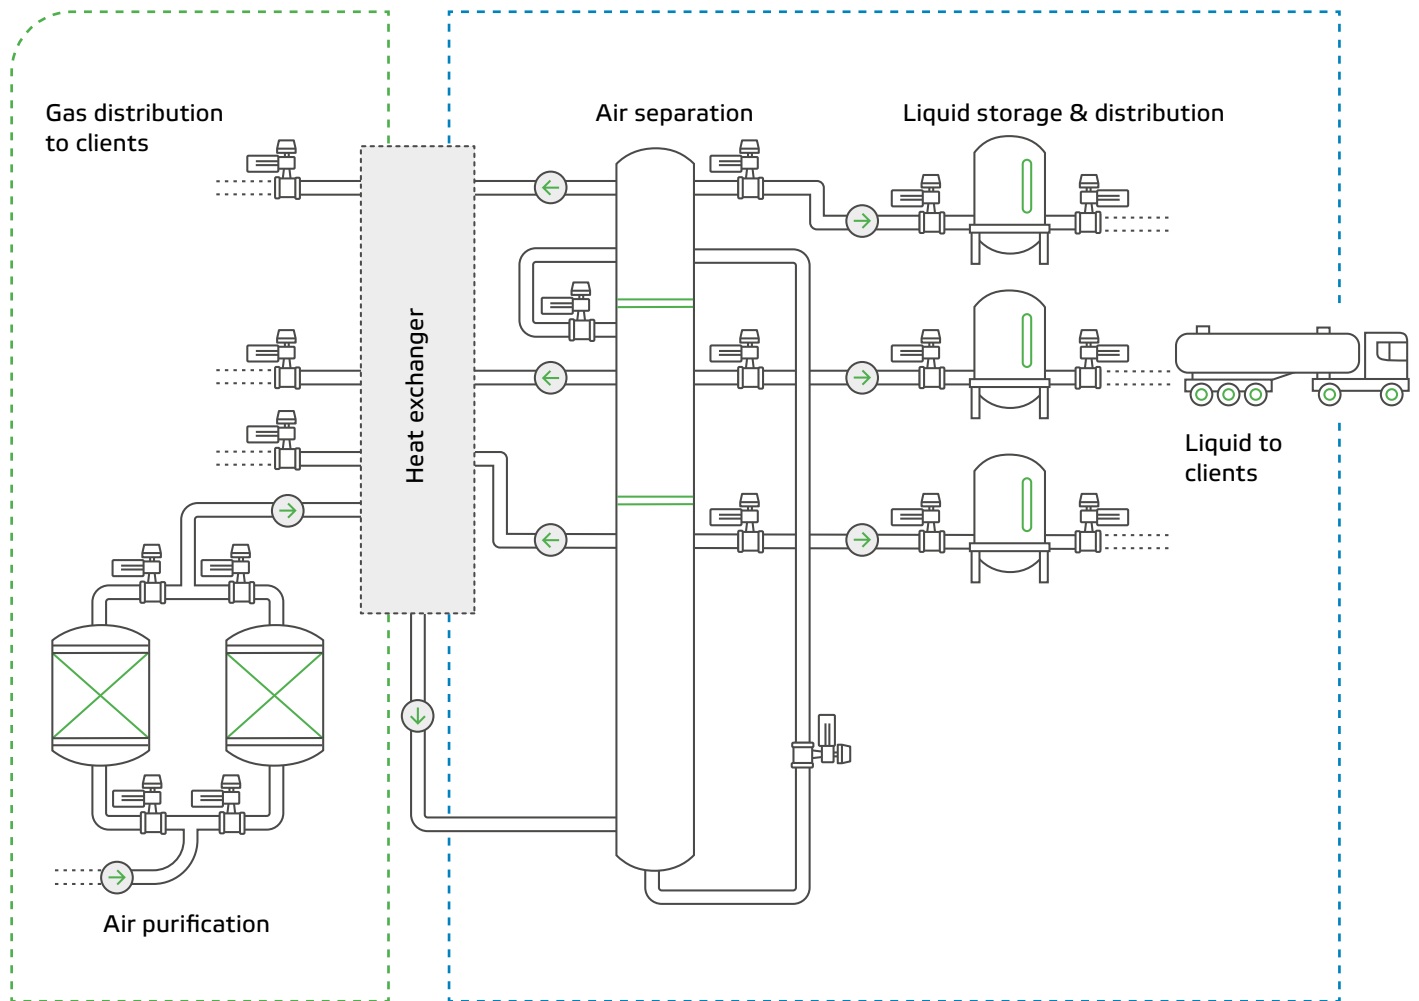 Gas distribution
to clients
Air separation
Liquid storage & distribution
Heat exchanger
Liquid to
clients
Air purification